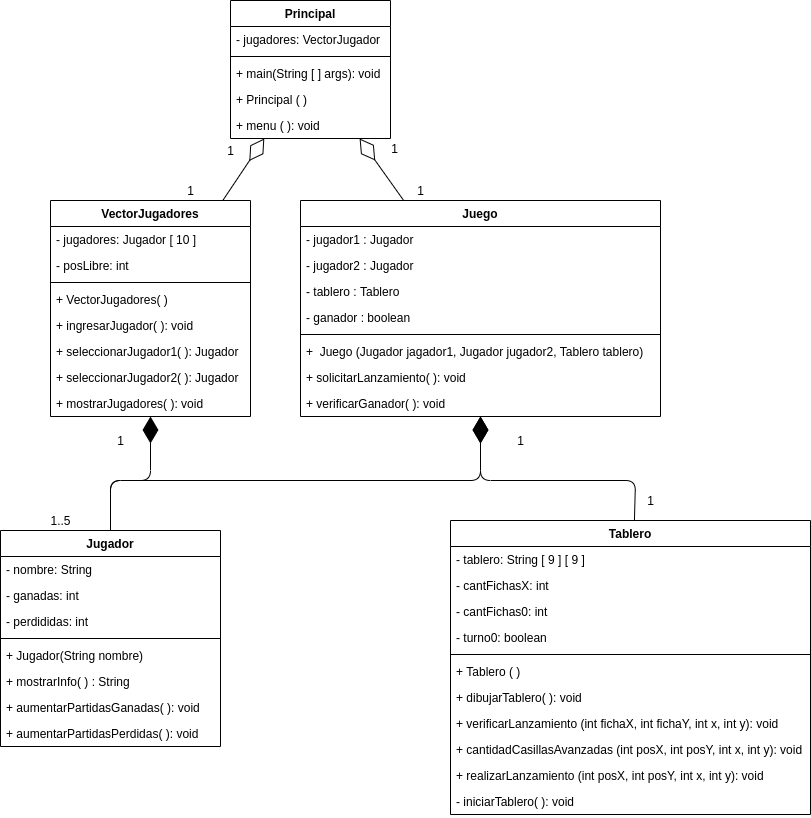 Principal
- jugadores: VectorJugador
+ main(String [ ] args): void
+ Principal ( )
+ menu ( ): void
1
1
1
1
VectorJugadores
- jugadores: Jugador [ 10 ]
- posLibre: int
+ VectorJugadores( )
+ ingresarJugador( ): void
+ seleccionarJugador1( ): Jugador
+ seleccionarJugador2( ): Jugador
+ mostrarJugadores( ): void
Juego
- jugador1 : Jugador
- jugador2 : Jugador
- tablero : Tablero
- ganador : boolean
+  Juego (Jugador jagador1, Jugador jugador2, Tablero tablero)
+ solicitarLanzamiento( ): void
+ verificarGanador( ): void
1
1
1..5
1
Jugador
- nombre: String
- ganadas: int
- perdididas: int
+ Jugador(String nombre)
+ mostrarInfo( ) : String
+ aumentarPartidasGanadas( ): void
+ aumentarPartidasPerdidas( ): void
Tablero
- tablero: String [ 9 ] [ 9 ]
- cantFichasX: int
- cantFichas0: int
- turno0: boolean
+ Tablero ( )
+ dibujarTablero( ): void
+ verificarLanzamiento (int fichaX, int fichaY, int x, int y): void
+ cantidadCasillasAvanzadas (int posX, int posY, int x, int y): void
+ realizarLanzamiento (int posX, int posY, int x, int y): void
- iniciarTablero( ): void